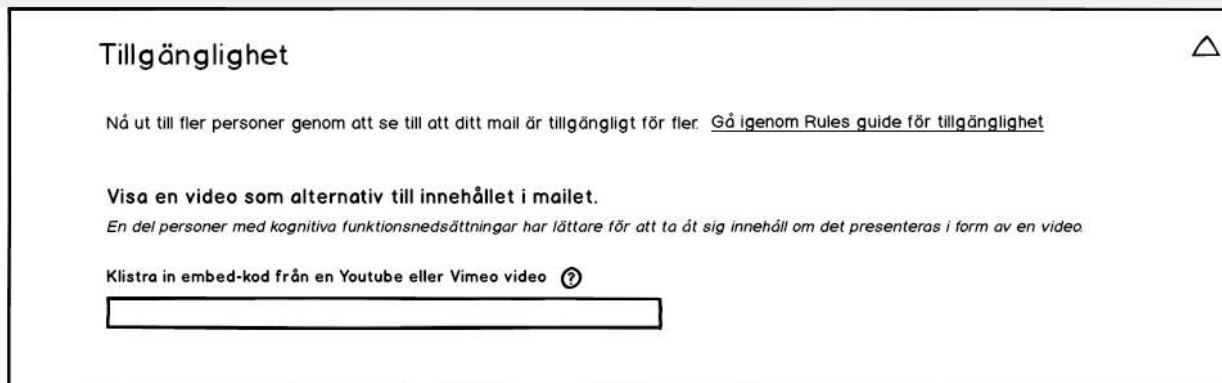 Tillgänglighet
Nå ut till fler personer genom att se till att ditt mail är tillgängligt för fler. Gå igenom Rules guide för tillgänglighet
Visa en video som alternativ till innehållet i mailet.
En del personer med kognitiva funktionsnedsättningar har lättare för att ta åt sig innehåll om det presenteras i form av en video.
Klistra in embed-kod från en Youtube eller Vimeo video ?